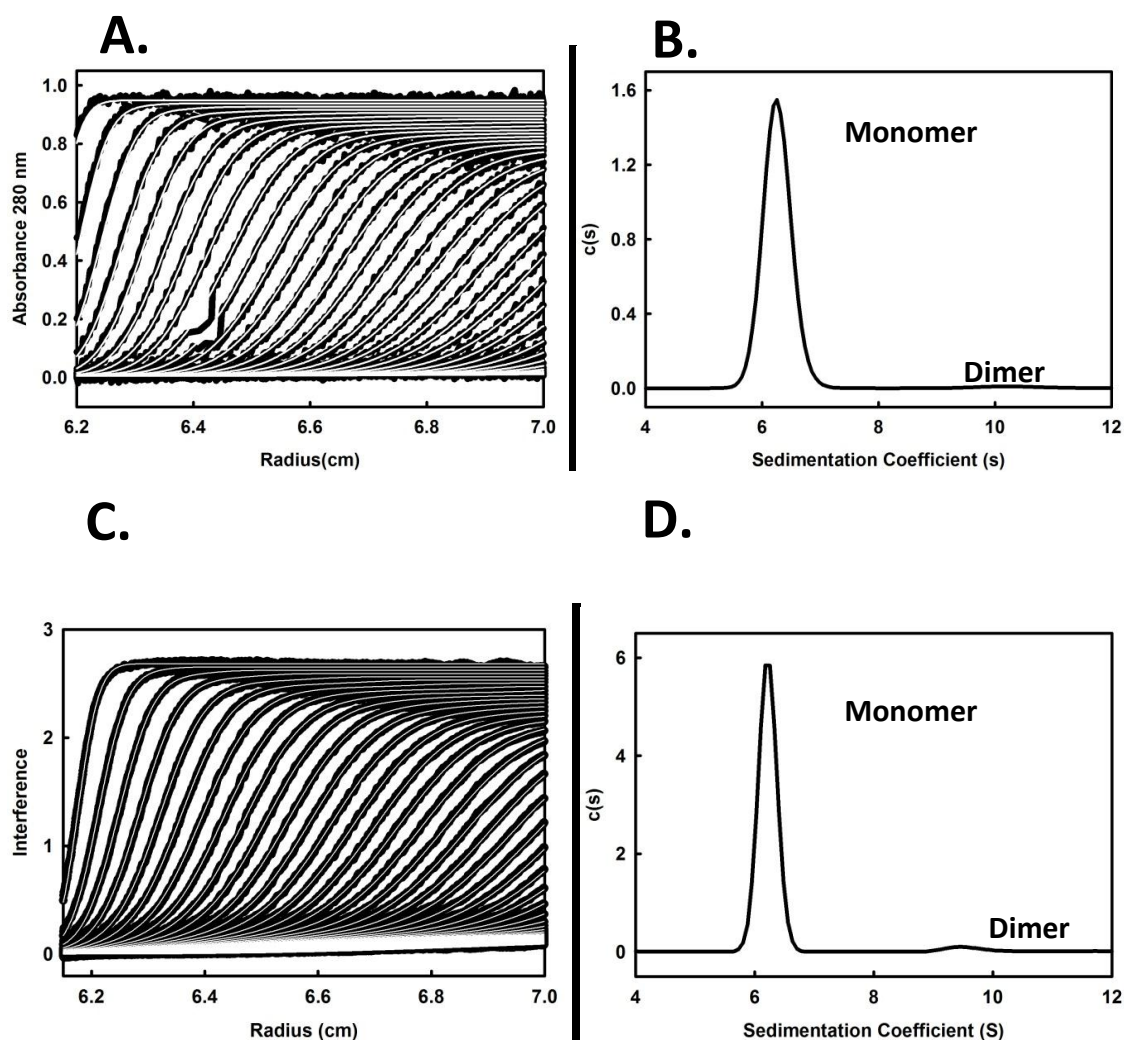 A.
1.0
0.8
0.6
0.4
0.2
0.0
Absorbance 280 nm
6.2 6.4 6.6 6.8 7.0
Radius(cm)
B.
1.6
1.2
0.8
0.4
0.0
c(s)
Monomer
Dimer
4 6 8 10 12
Sedimentation Coefficient (s)
C.
3
2
1
0
Interference
6.2 6.4 6.6 6.8 7.0
Radius (cm)
D.
6
4
2
0
c(s)
Monomer
Dimer
4 6 8 10 12
Sedimentation Coefficient (S)